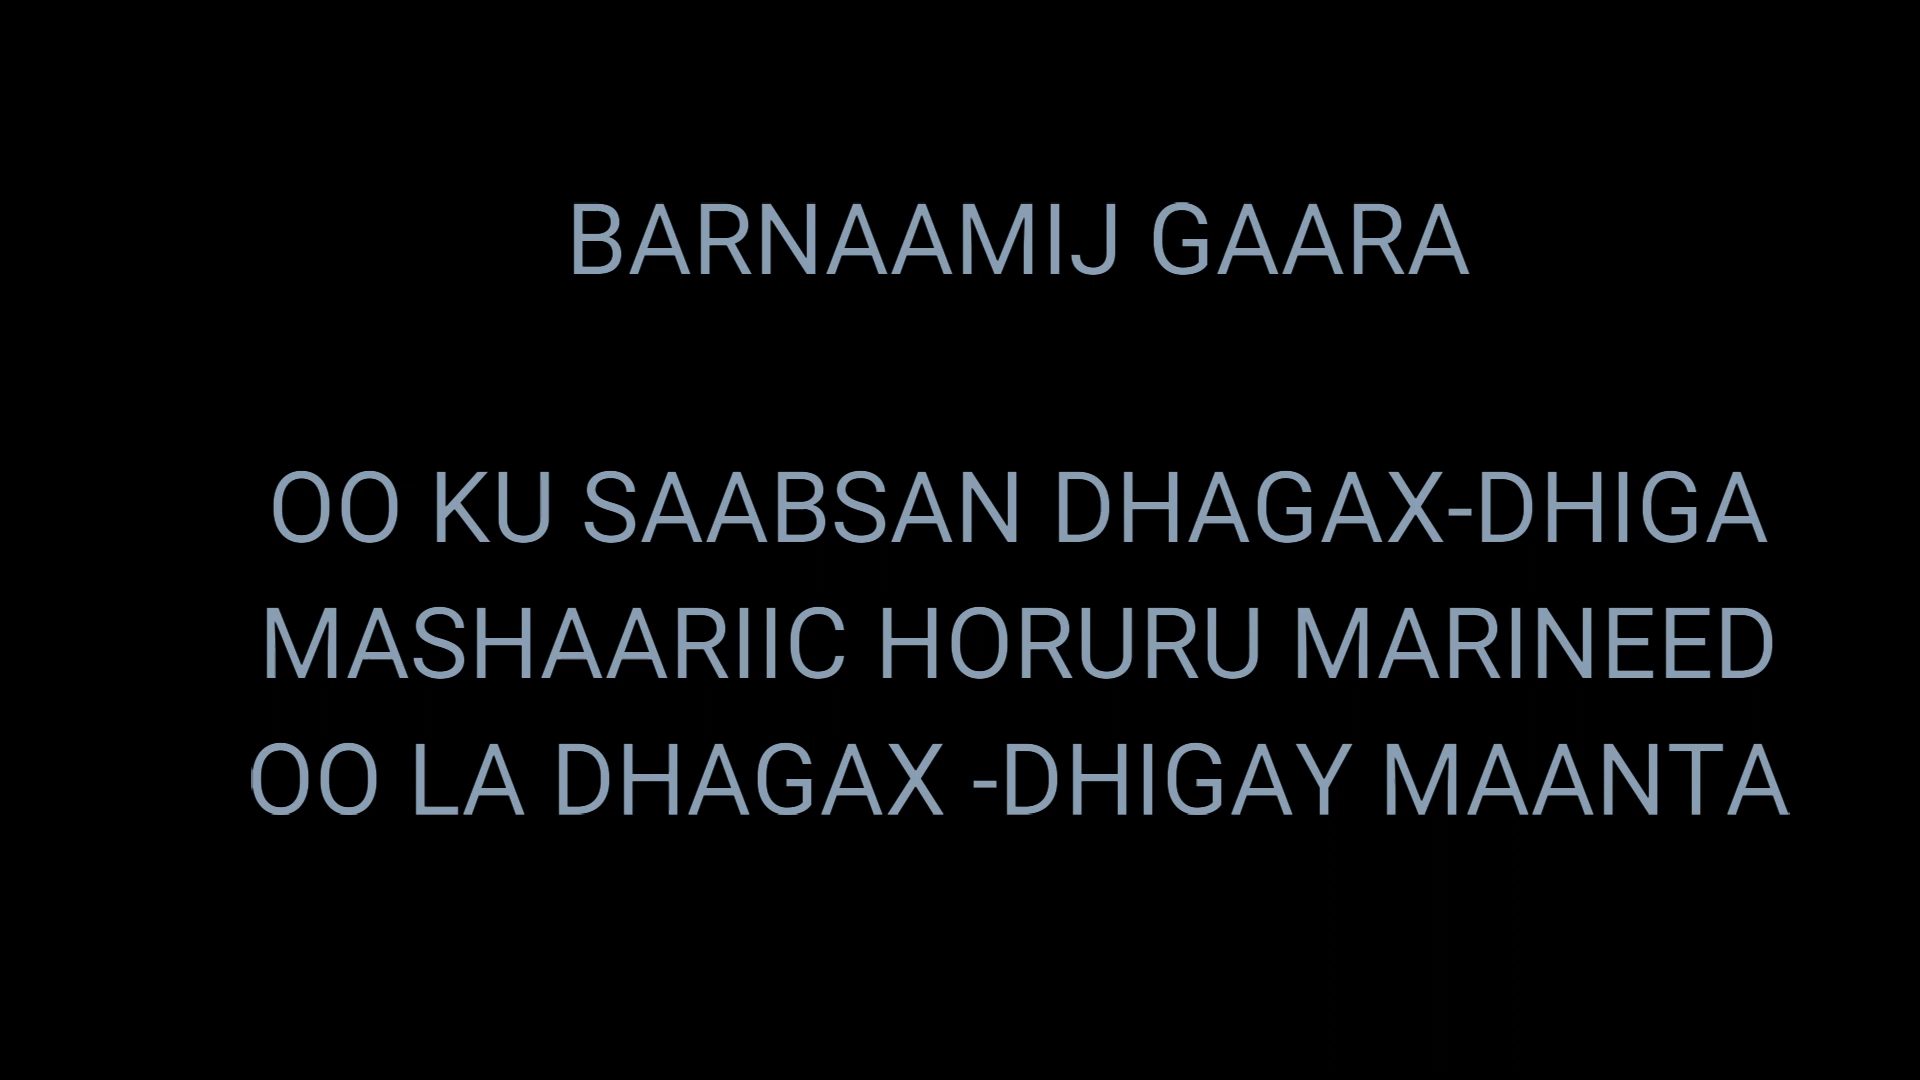 BARNAAMIJ GAARA
OO KU SAABSAN DHAGAX-DHIGA
MASHAARIIC HORURU MARINEED
OO LA DHAGAX -DHIGAY MAANTA